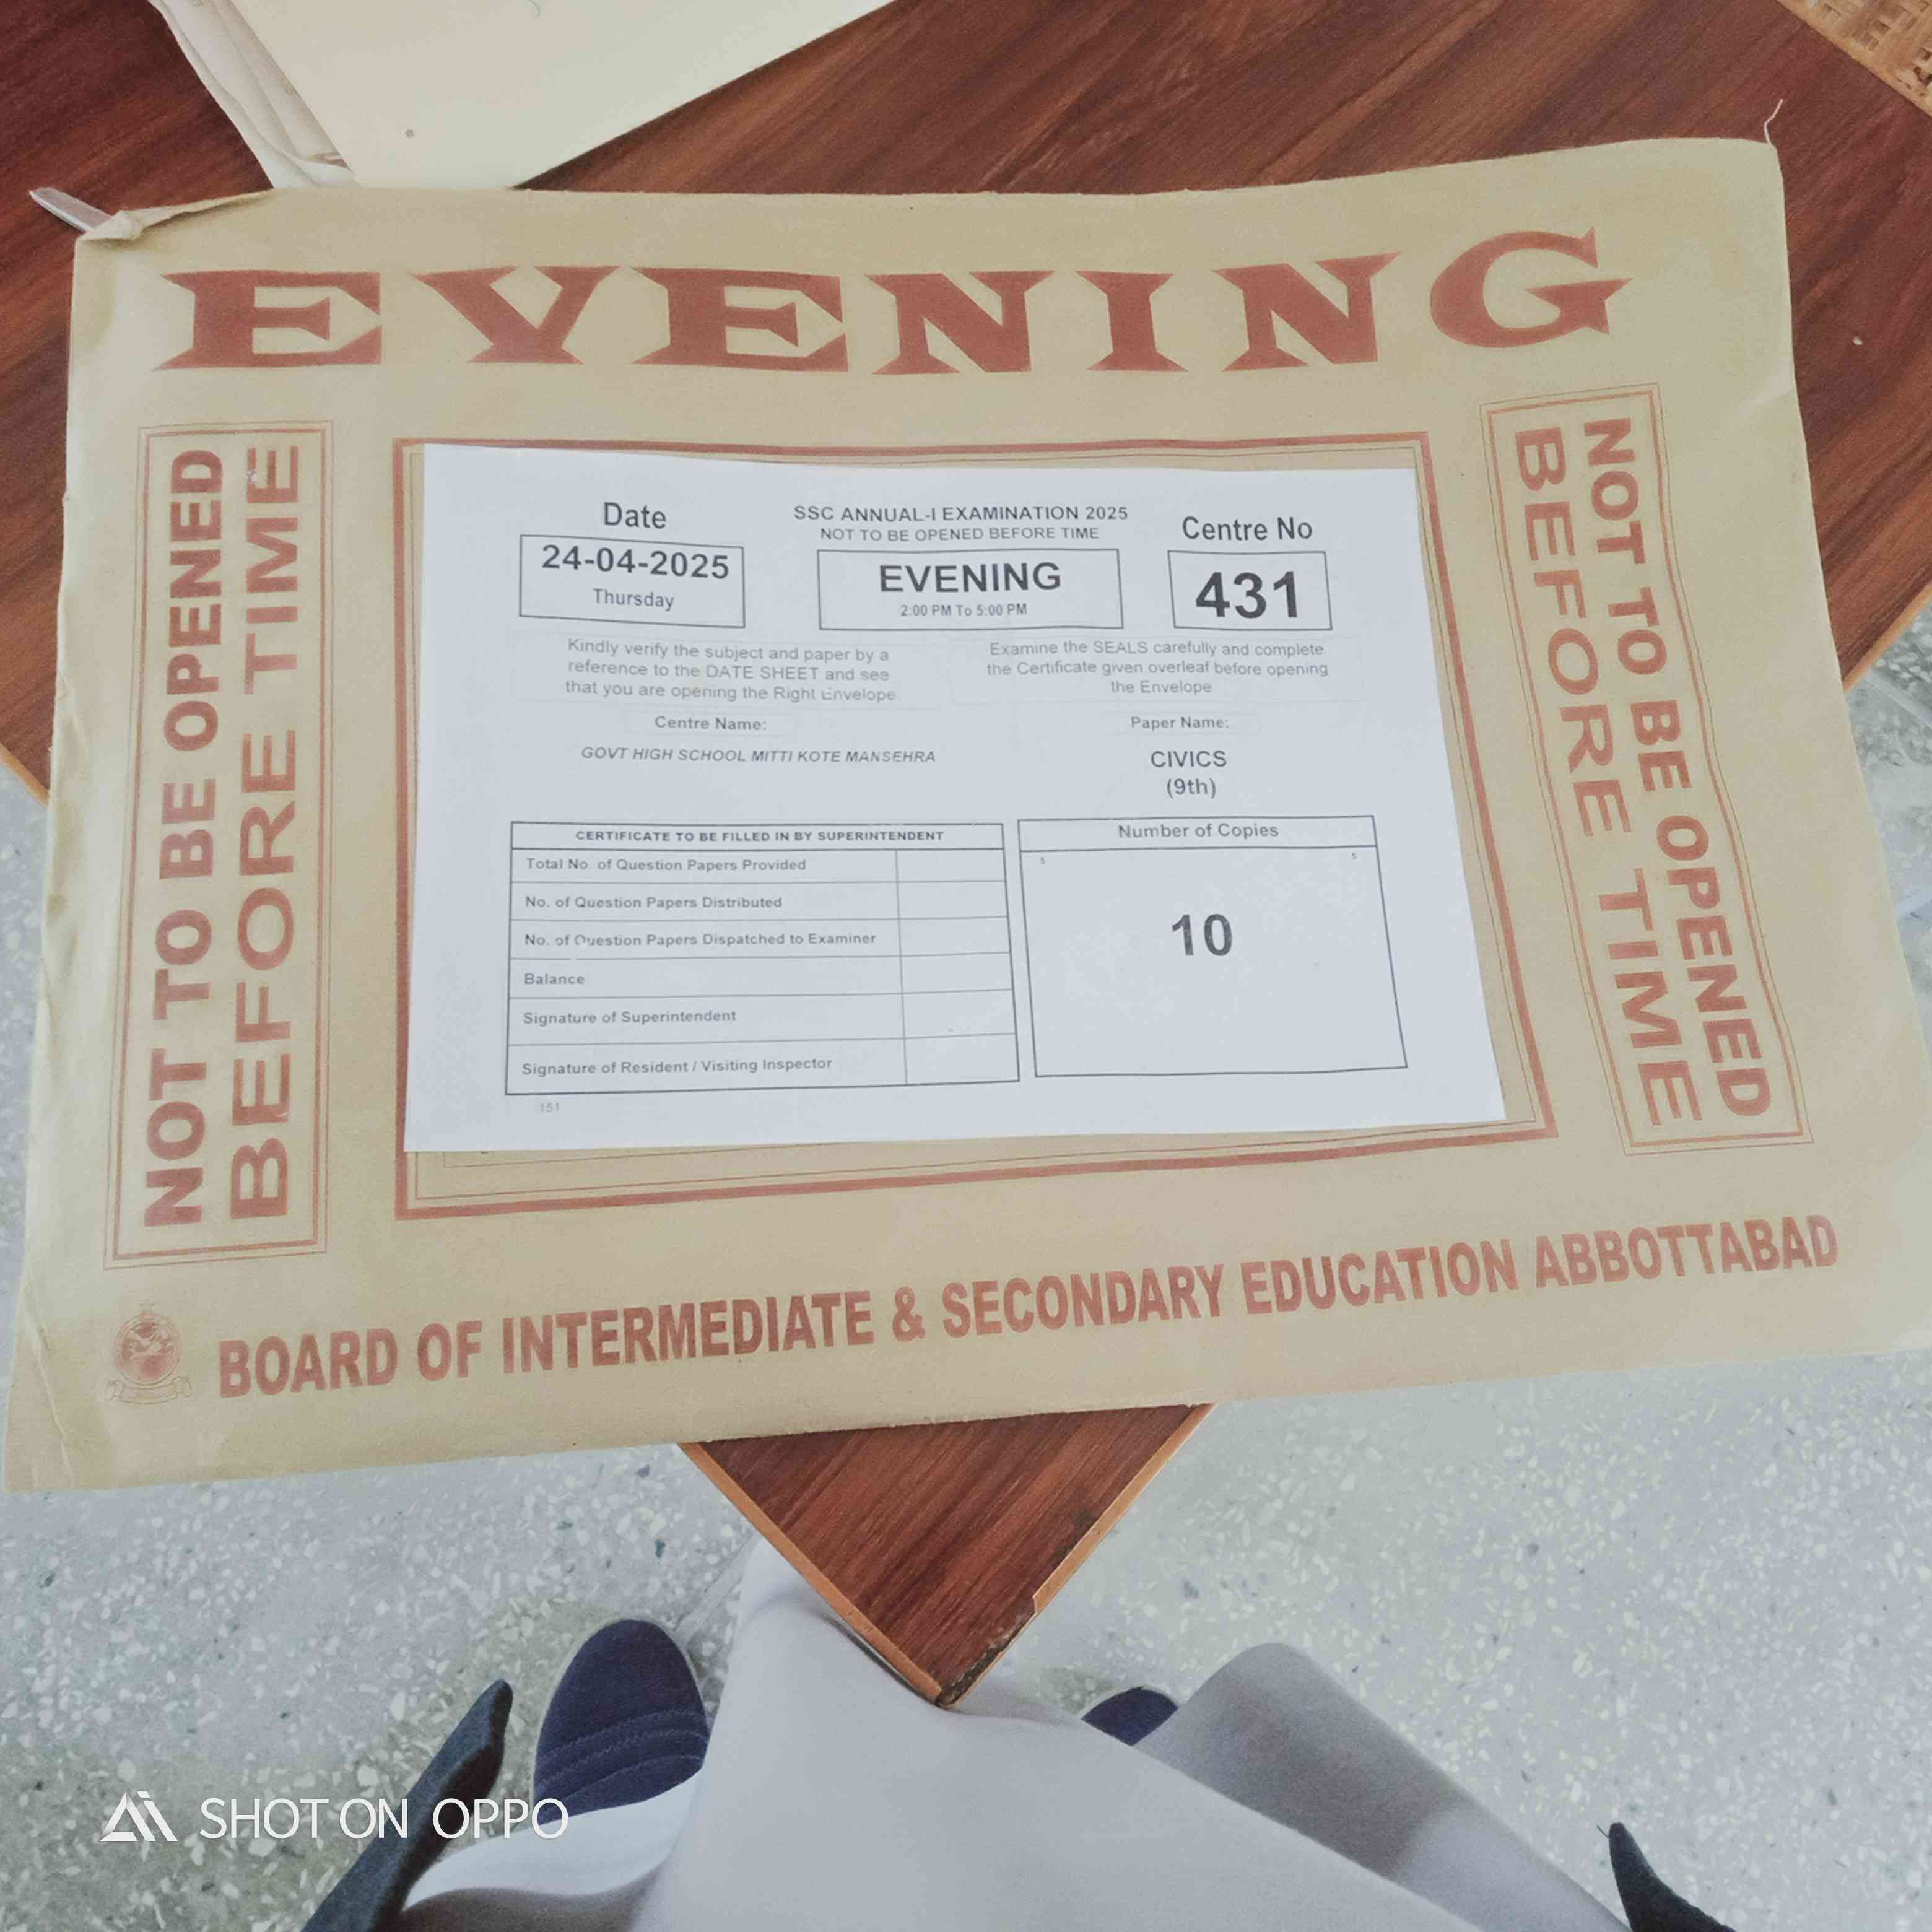 EVENING
NOT TO BE OPENED
BEFORE TIME
NOT TO BE OPENED
BEFORE TIME
Date
24-04-2025
Thursday
SSC ANNUAL-I EXAMINATION 2025
NOT TO BE OPENED BEFORE TIME
EVENING
2:00 PM To 5:00 PM
Centre No
431
Kindly verify the subject and paper by a
reference to the DATE SHEET and see
that you are opening the Right Envelope.
Examine the SEALS carefully and complete
the Certificate given overleaf before opening
the Envelope
Centre Name:
GOVT HIGH SCHOOL MITTI KOTE MANSEHRA
Paper Name:
CIVICS
(9th)
CERTIFICATE TO BE FILLED IN BY SUPERINTENDENT
Total No. of Question Papers Provided
No. of Question Papers Distributed
No. of Question Papers Dispatched to Examiner
Balance
Signature of Superintendent
Signature of Resident / Visiting Inspector
Number of Copies
5 5
10
151
BOARD OF INTERMEDIATE & SECONDARY EDUCATION ABBOTTABAD
SHOT ON OPPO